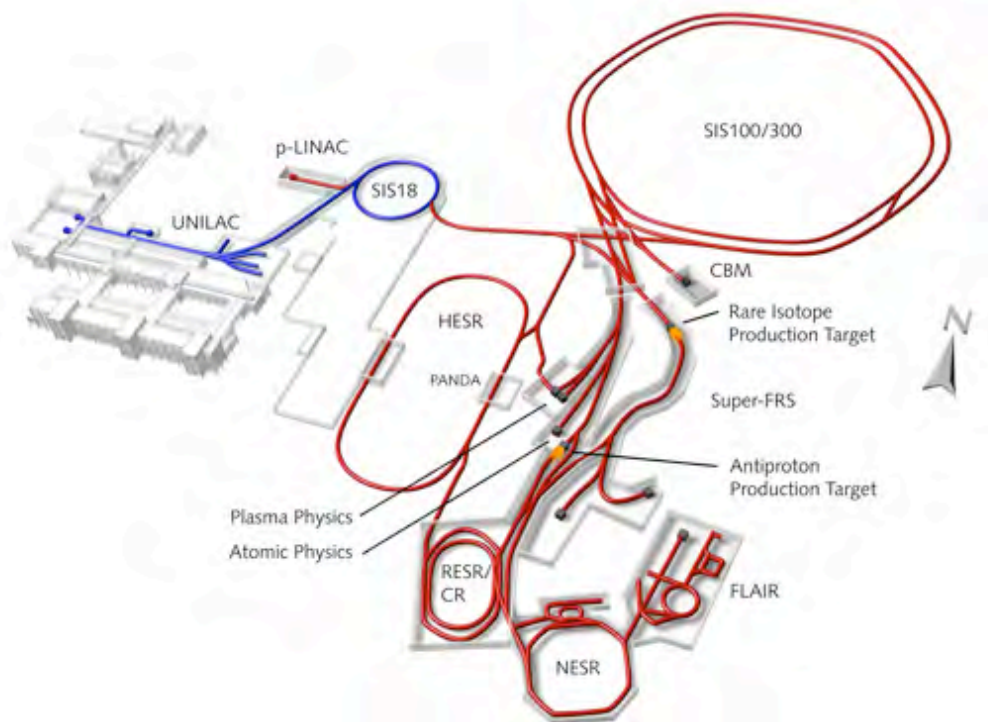 SIS100/300
p-LINAC
SIS18
UNILAC
CBM
Rare Isotope
Production Target
N
HESR
PANDA
Super-FRS
Antiproton
Production Target
Plasma Physics
Atomic Physics
RESR/
CR
FLAIR
NESR